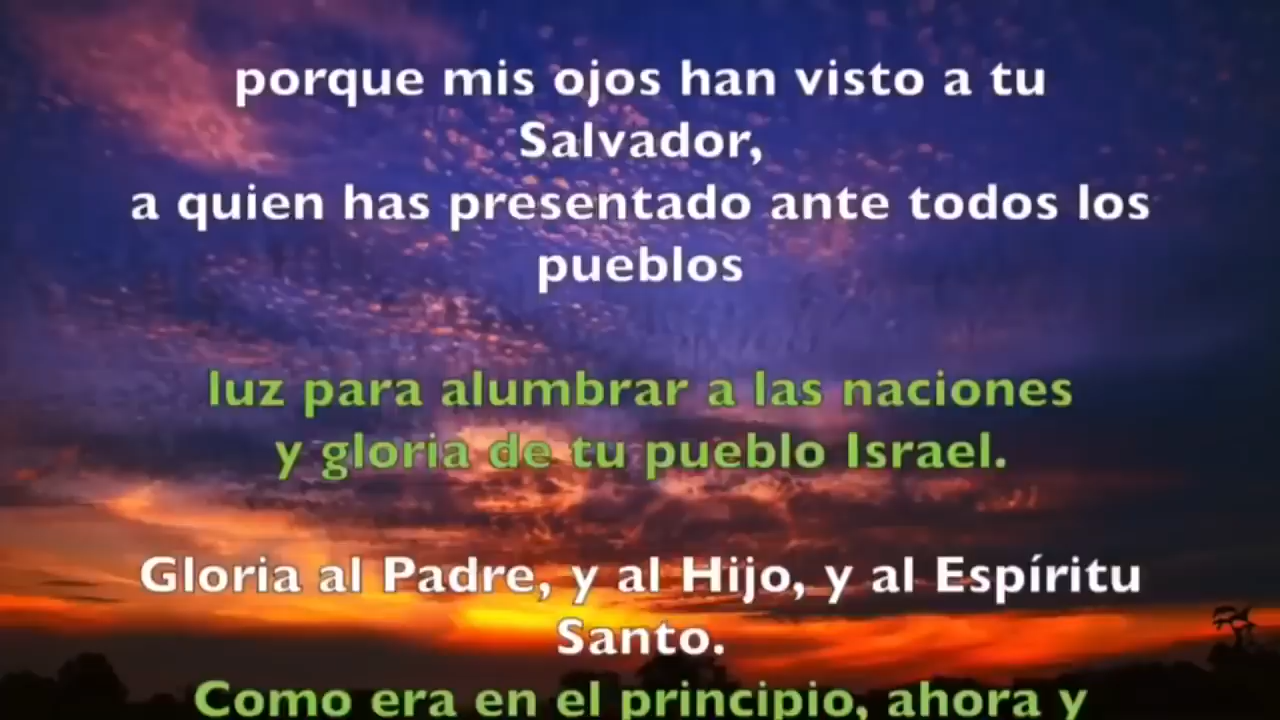 porque mis ojos han visto a tu
Salvador,
a quien has presentado ante todos los
pueblos
luz para alumbrar a las naciones
y gloria de tu pueblo Israel.
Gloria al Padre, y al Hijo, y al Espíritu
Santo.
Como era en el principio, ahora y